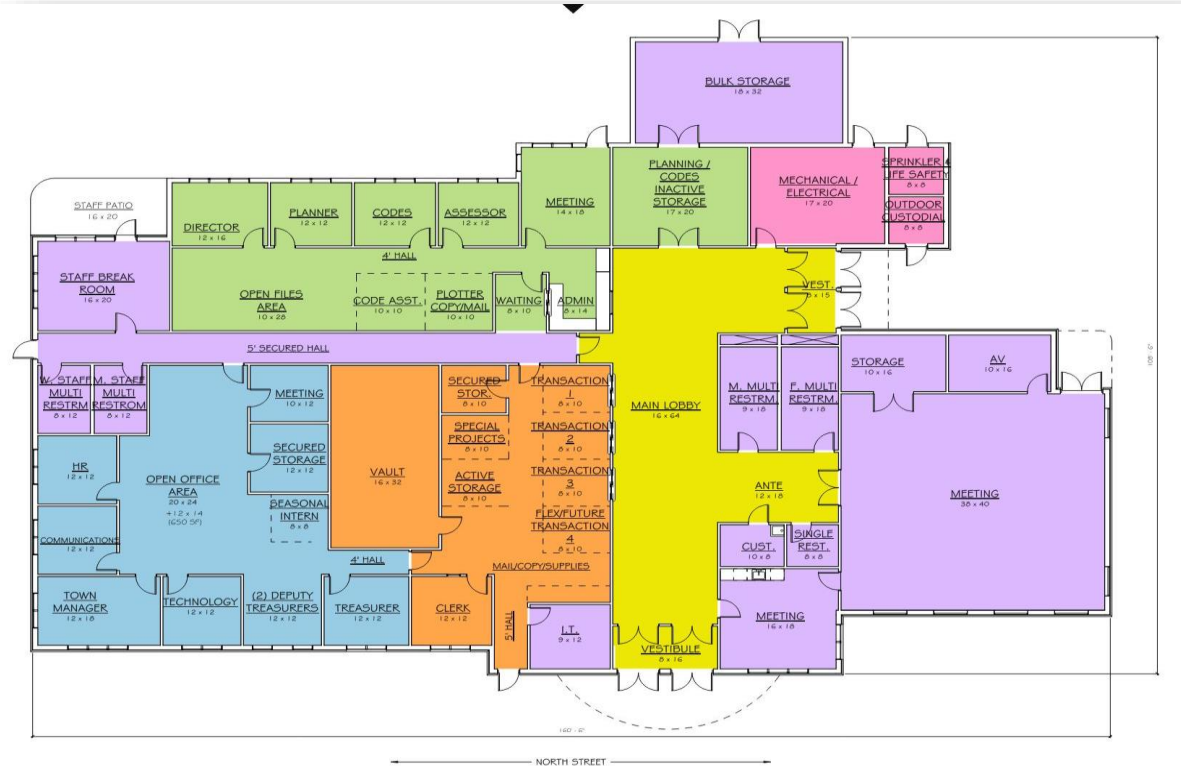 BULK STORAGE
18 x 32
SPRINKLER &
LIFE SAFETY
8 x 8
PLANNING /
CODES
INACTIVE
STORAGE
17 x 20
MECHANICAL /
ELECTRICAL
17 x 20
OUTDOOR
CUSTODIAL
8 x 8
STAFF PATIO
16 x 20
DIRECTOR
12 x 16
PLANNER
12 x 12
CODES
12 x 12
ASSESSOR
12 x 12
MEETING
14 x 18
4' HALL
STAFF BREAK
ROOM
16 x 20
OPEN FILES
AREA
10 x 28
CODE ASST.
10 x 10
PLOTTER
COPY/MAIL
10 x 10
WAITING
8 x 10
ADMIN
8 x 14
VEST.
8 x 15
5' SECURED HALL
W. STAFF
MULTI
RESTRM
8 x 12
M. STAFF
MULTI
RESTROM
8 x 12
MEETING
10 x 12
SECURED
STOR.
8 x 10
TRANSACTION
1
8 x 10
MAIN LOBBY
16 x 64
M. MULTI
RESTRM.
9 x 18
F. MULTI
RESTRM.
9 x 18
STORAGE
10 x 16
AV
10 x 16
SPECIAL
PROJECTS
8 x 10
TRANSACTION
2
8 x 10
HR
12 x 12
OPEN OFFICE
AREA
20 x 24
+12 x 14
(650 SF)
SECURED
STORAGE
12 x 12
VAULT
16 x 32
ACTIVE
STORAGE
8 x 10
TRANSACTION
3
8 x 10
ANTE
12 x 18
MEETING
38 x 40
SEASONAL
INTERN
8 x 8
FLEX/FUTURE
TRANSACTION
4
8 x 10
COMMUNICATIONS
12 x 12
CUST.
10 x 8
SINGLE
REST.
8 x 8
4' HALL
MAIL/COPY/SUPPLIES
TOWN
MANAGER
12 x 18
TECHNOLOGY
12 x 12
(2) DEPUTY
TREASURERS
12 x 12
TREASURER
12 x 12
CLERK
12 x 12
5' HALL
I.T.
9 x 12
MEETING
16 x 18
VESTIBULE
8 x 16
160'-6"
NORTH STREET